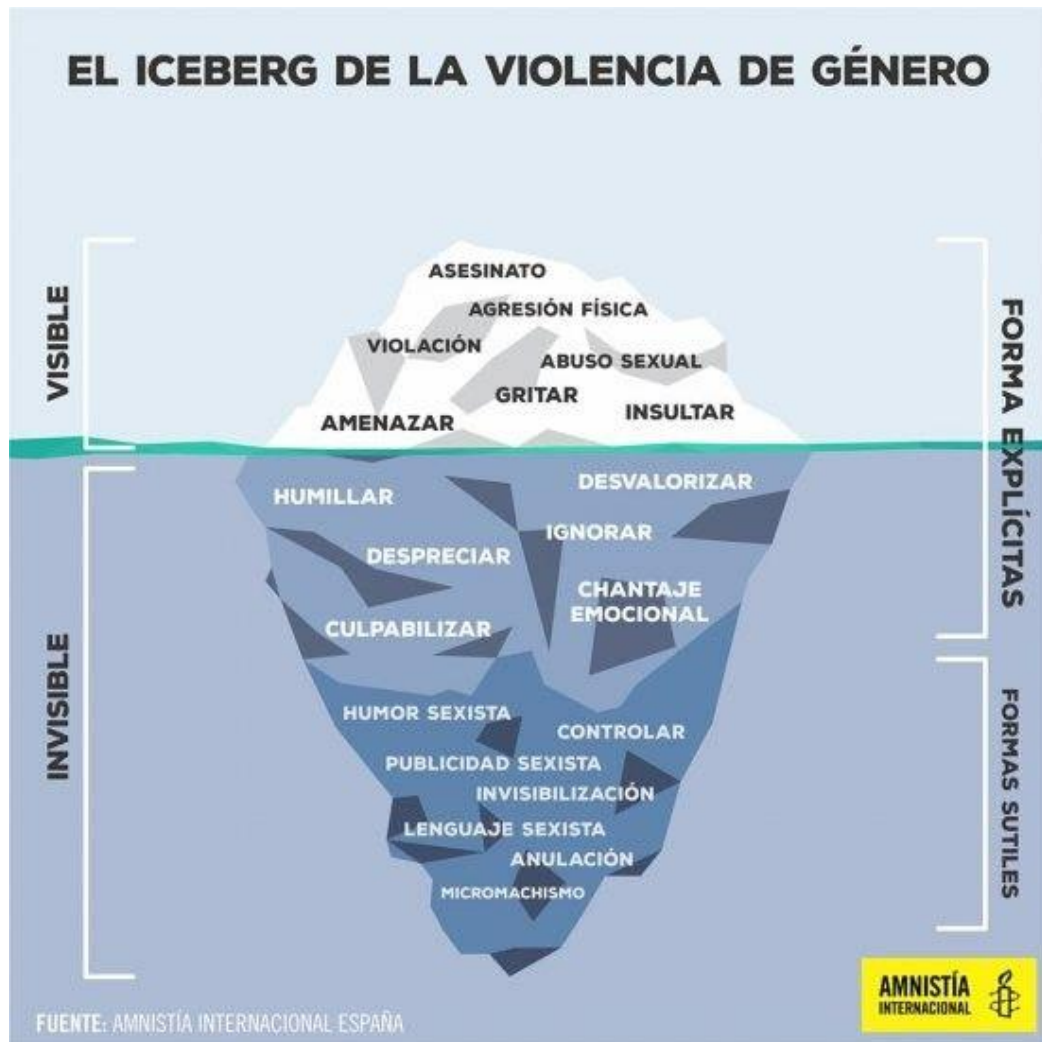 EL ICEBERG DE LA VIOLENCIA DE GÉNERO
VISIBLE
ASESINATO
AGRESIÓN FÍSICA
VIOLACIÓN
ABUSO SEXUAL
GRITAR
INSULTAR
AMENAZAR
FORMA EXPLÍCITAS
INVISIBLE
DESVALORIZAR
HUMILLAR
IGNORAR
DESPRECIAR
CHANTAJE
EMOCIONAL
CULPABILIZAR
FORMAS SUTILES
HUMOR SEXISTA
CONTROLAR
PUBLICIDAD SEXISTA
INVISIBILIZACIÓN
LENGUAJE SEXISTA
ANULACIÓN
MICROMACHISMO
AMNISTÍA
INTERNACIONAL
FUENTE: AMNISTÍA INTERNACIONAL ESPAÑA